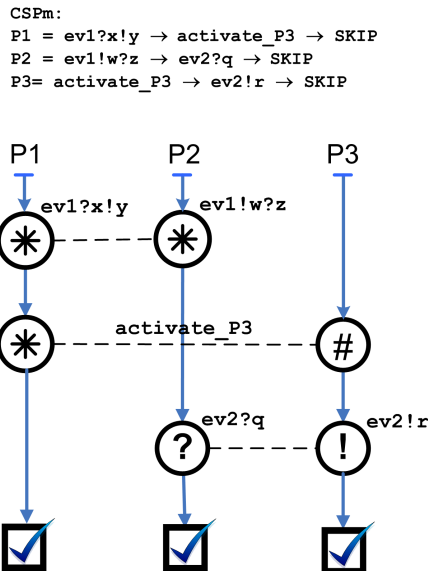 CSPm:
P1 = ev1?x!y → activate_P3 → SKIP
P2 = ev1!w?z → ev2?q → SKIP
P3= activate_P3 → ev2!r → SKIP
P1 P2 P3
ev1?x!y ev1!w?z
* *
activate_P3
* #
ev2?q ev2!r
? !